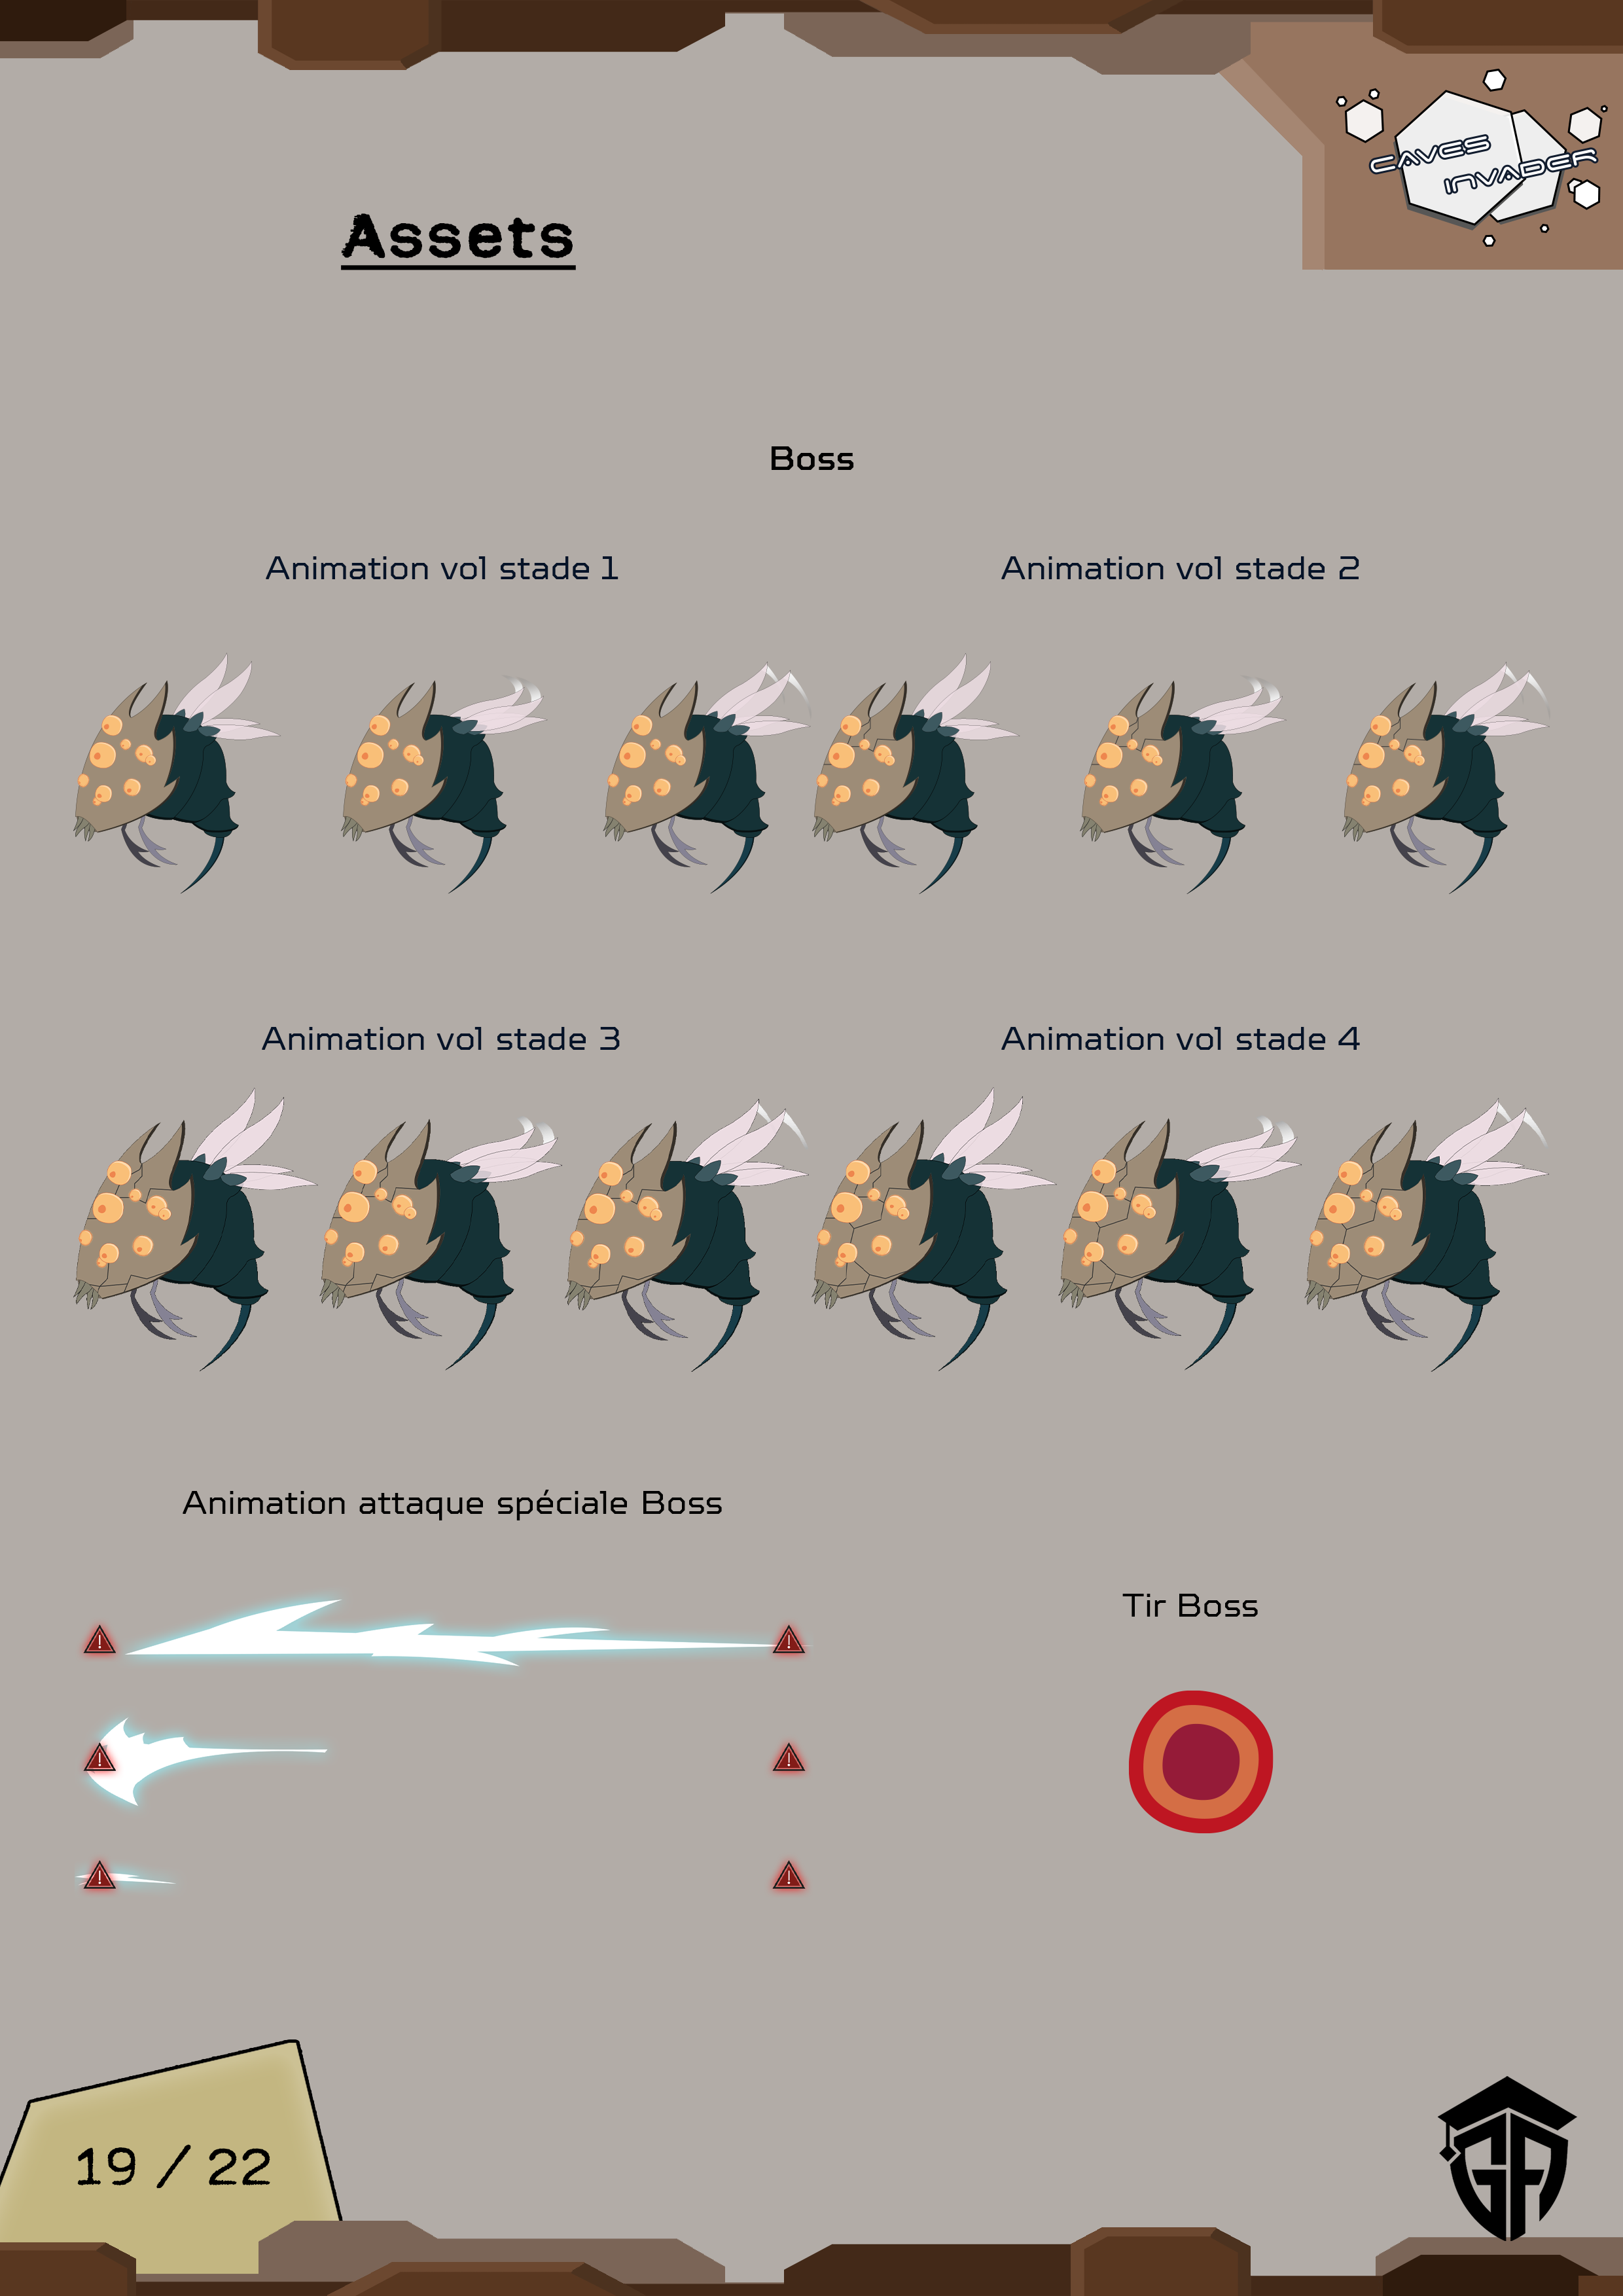 CAVES
INVADER
Assets
Boss
Animation vol stade 1
Animation vol stade 2
Animation vol stade 3
Animation vol stade 4
Animation attaque spéciale Boss
Tir Boss
!
!
!
!
!
!
19 / 22
GA